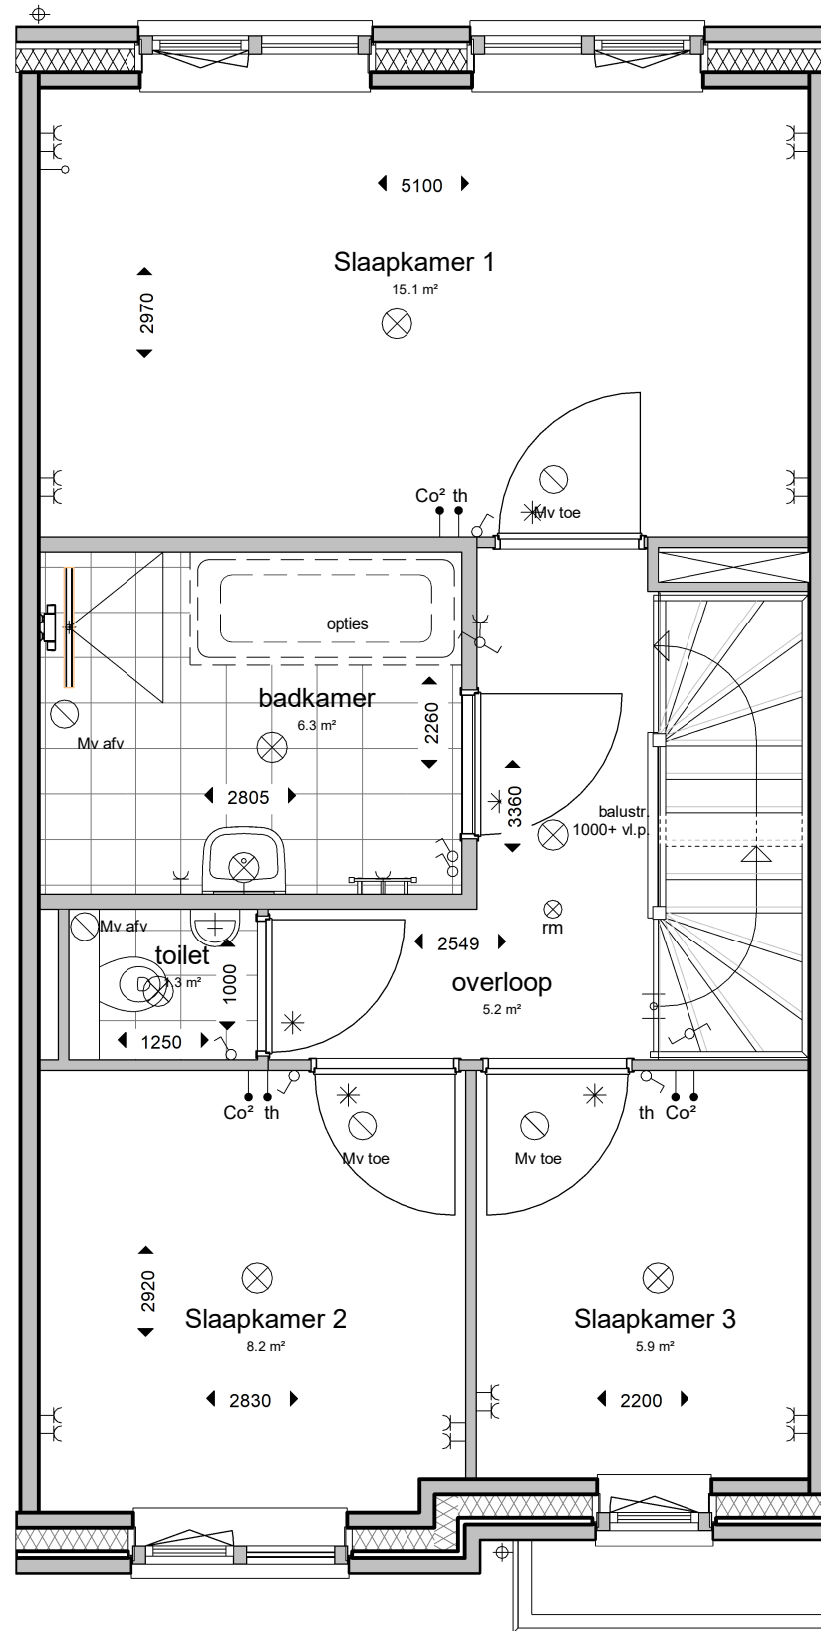 5100
Slaapkamer 1
15.1 m²
2970
Co² th
Mv toe
opties
badkamer
6.3 m²
2260
Mv afv
2805
3360
balustr.
1000+ vl.p.
Mv afv
toilet
1.3 m²
1000
1250
rm
2549
overloop
5.2 m²
Co² th
th Co²
Mv toe
Mv toe
2920
Slaapkamer 2
8.2 m²
Slaapkamer 3
5.9 m²
2830
2200